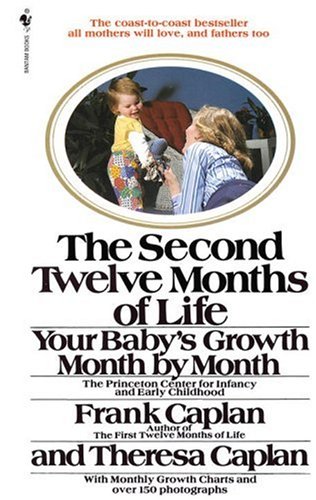 BANTAM BOOKS
The coast-to-coast bestseller
all mothers will love, and fathers too
The Second
Twelve Months
of Life
Your Baby's Growth
Month by Month
The Princeton Center for Infancy
and Early Childhood
Frank Caplan
Author of
The First Twelve Months of Life
and Theresa Caplan
With Monthly Growth Charts and
over 150 photographs